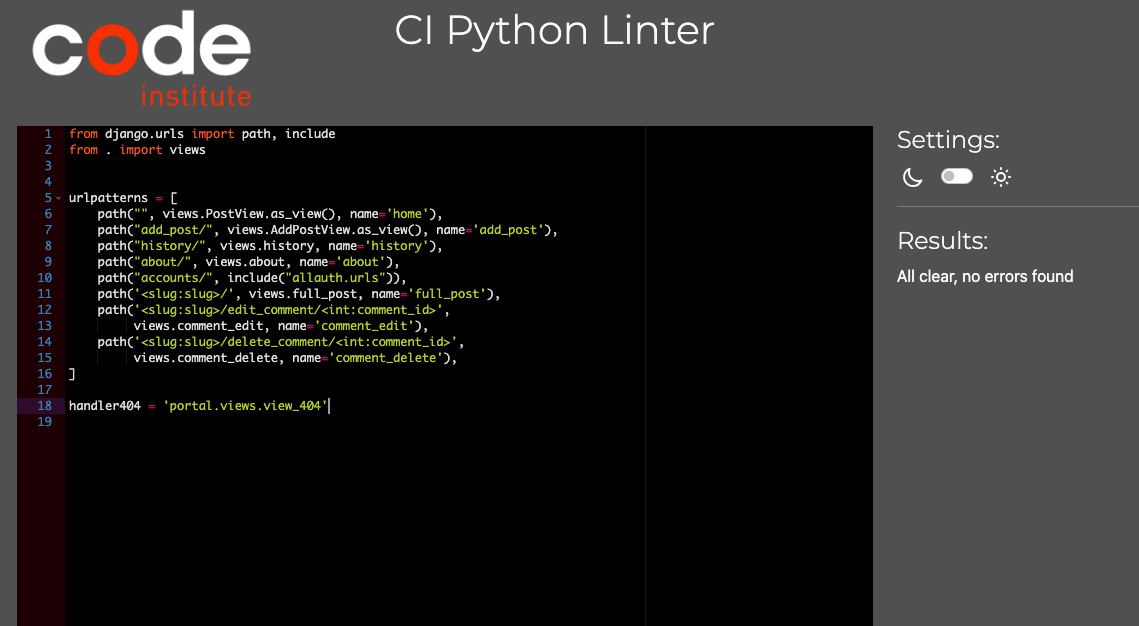 code
institute
CI Python Linter
1 from django.urls import path, include
2 from . import views
3
4
5 urlpatterns = [
6     path("", views.PostView.as_view(), name='home'),
7     path("add_post/", views.AddPostView.as_view(), name='add_post'),
8     path("history/", views.history, name='history'),
9     path("about/", views.about, name='about'),
10     path("accounts/", include("allauth.urls")),
11     path('<slug:slug>/', views.full_post, name='full_post'),
12     path('<slug:slug>/edit_comment/<int:comment_id>',
13          views.comment_edit, name='comment_edit'),
14     path('<slug:slug>/delete_comment/<int:comment_id>',
15          views.comment_delete, name='comment_delete'),
16 ]
17
18 handler404 = 'portal.views.view_404'
19
Settings:
Results:
All clear, no errors found